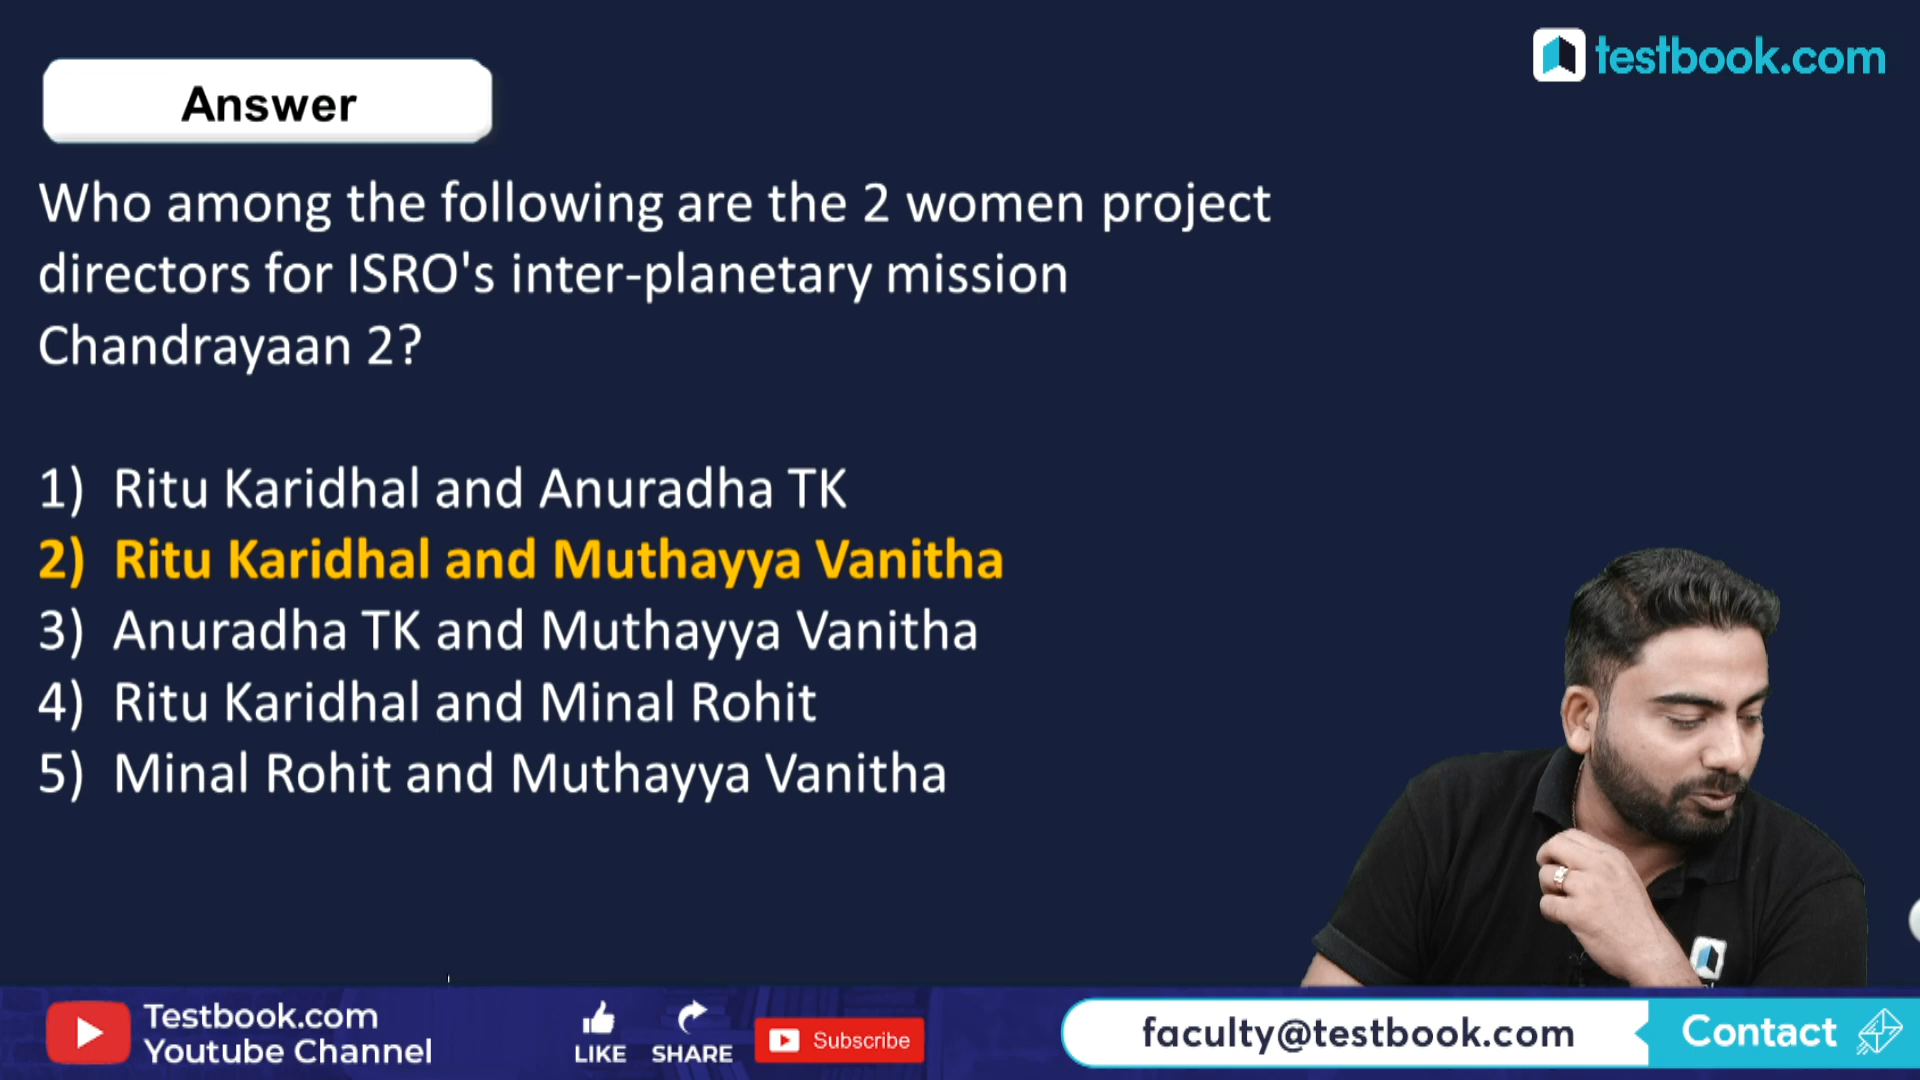 testbook.com
Answer
Who among the following are the 2 women project
directors for ISRO's inter-planetary mission
Chandrayaan 2?
1) Ritu Karidhal and Anuradha TK
2) Ritu Karidhal and Muthayya Vanitha
3) Anuradha TK and Muthayya Vanitha
4) Ritu Karidhal and Minal Rohit
5) Minal Rohit and Muthayya Vanitha
Testbook.com
Youtube Channel
LIKE
SHARE
Subscribe
faculty@testbook.com
Contact